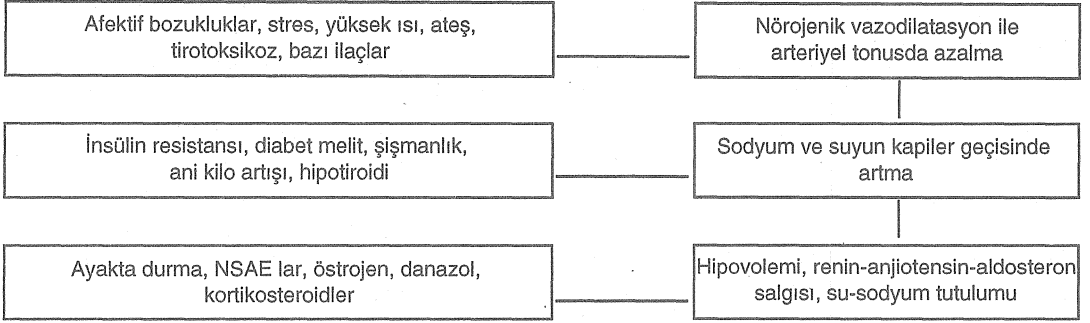 Afektif bozukluklar, stres, yüksek ısı, ateş,
tirotoksikoz, bazı ilaçlar
Nörojenik vazodilatasyon ile
arteriyel tonusda azalma
İnsülin resistansı, diabet melit, şişmanlık,
ani kilo artışı, hipotiroidi
Sodyum ve suyun kapiler geçisinde
artma
Ayakta durma, NSAE lar, östrojen, danazol,
kortikosteroidler
Hipovolemi, renin-anjiotensin-aldosteron
salgısı, su-sodyum tutulumu